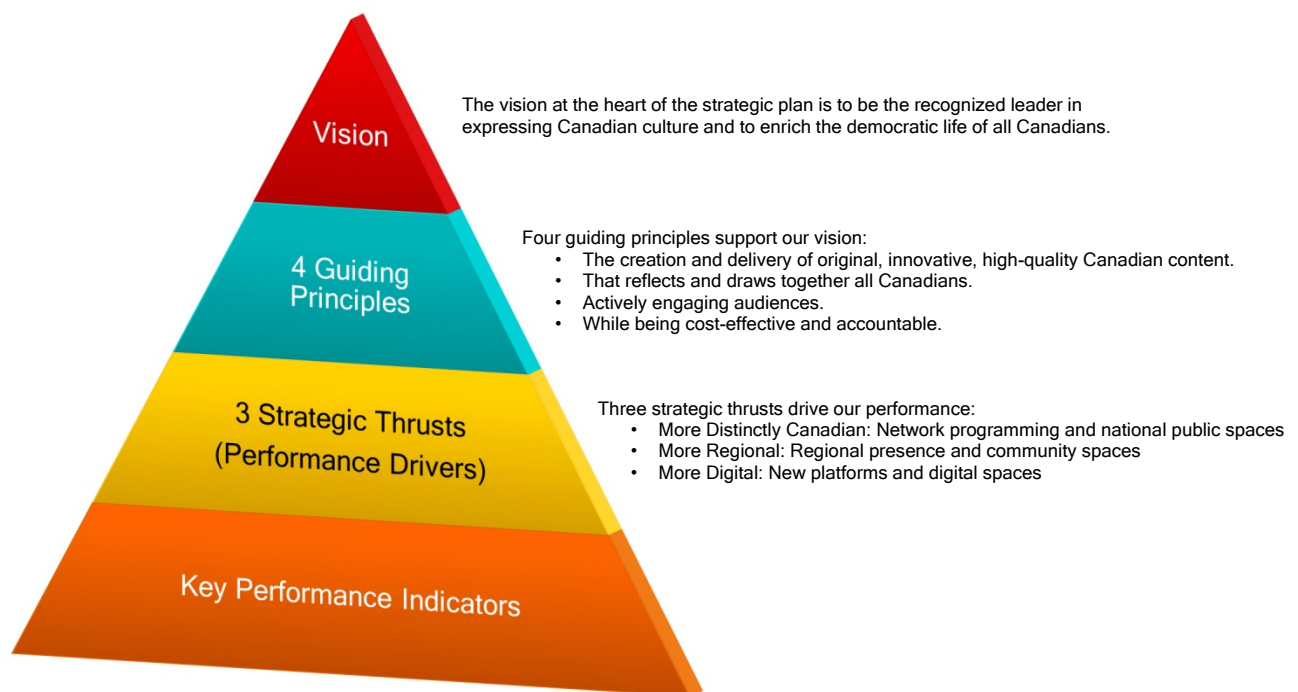 Vision
The vision at the heart of the strategic plan is to be the recognized leader in
expressing Canadian culture and to enrich the democratic life of all Canadians.
4 Guiding
Principles
Four guiding principles support our vision:
• The creation and delivery of original, innovative, high-quality Canadian content.
• That reflects and draws together all Canadians.
• Actively engaging audiences.
• While being cost-effective and accountable.
3 Strategic Thrusts
(Performance Drivers)
Three strategic thrusts drive our performance:
• More Distinctly Canadian: Network programming and national public spaces
• More Regional: Regional presence and community spaces
• More Digital: New platforms and digital spaces
Key Performance Indicators